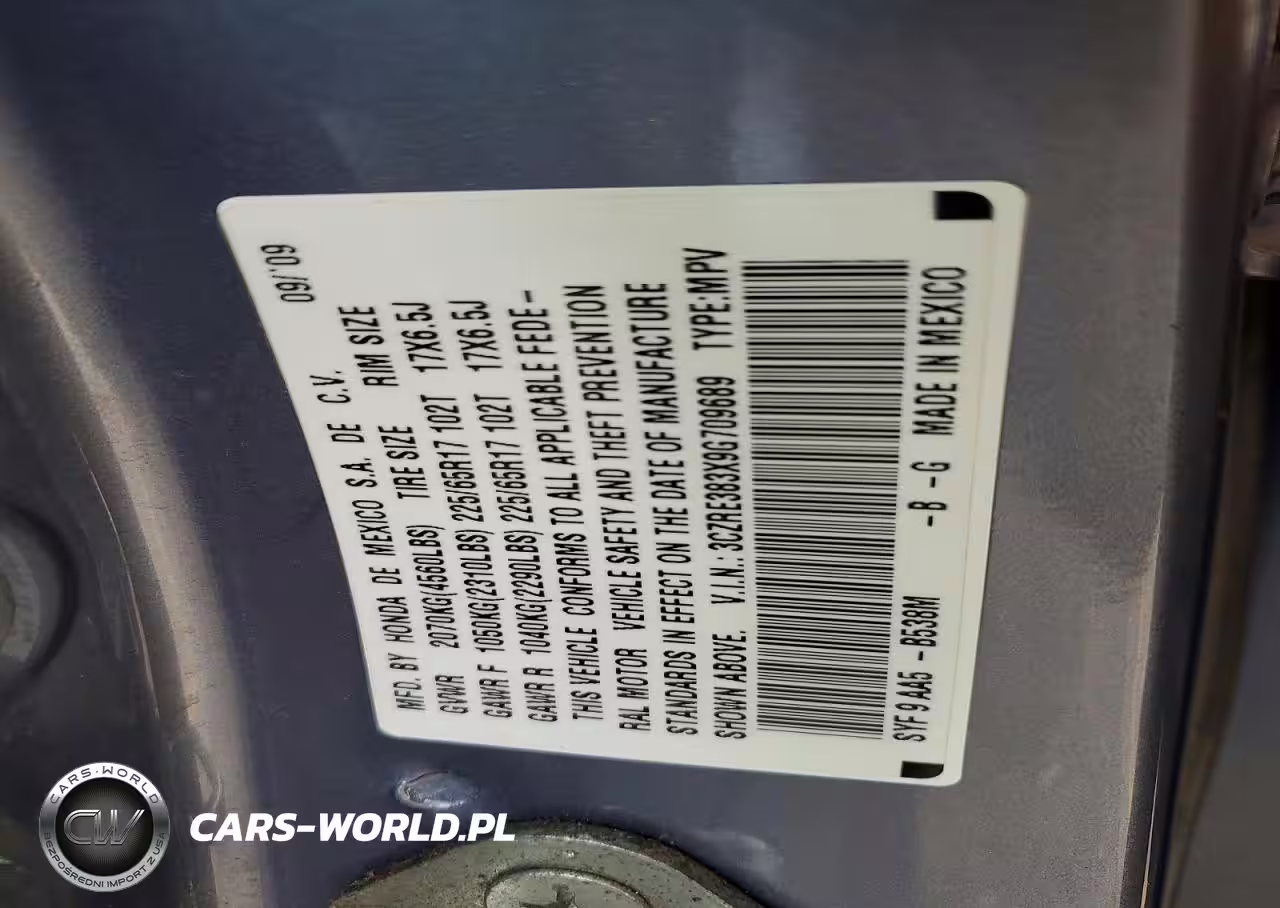 MFD. BY HONDA DE MEXICO S.A. DE C.V. 09/'09
GVWR 2070KG(4560LBS) TIRE SIZE RIM SIZE
GAWR F 1050KG(2310LBS) 225/65R17 102T 17X6.5J
GAWR R 1040KG(2290LBS) 225/65R17 102T 17X6.5J
THIS VEHICLE CONFORMS TO ALL APPLICABLE FEDE-
RAL MOTOR VEHICLE SAFETY AND THEFT PREVENTION
STANDARDS IN EFFECT ON THE DATE OF MANUFACTURE
SHOWN ABOVE. V.I.N.: 3CZRE383X9G709689 TYPE:MPV
SYF9AA5 -B538M -B -G MADE IN MEXICO
CARS-WORLD
CW
BEZPOŚREDNI IMPORT Z USA
CARS-WORLD.PL